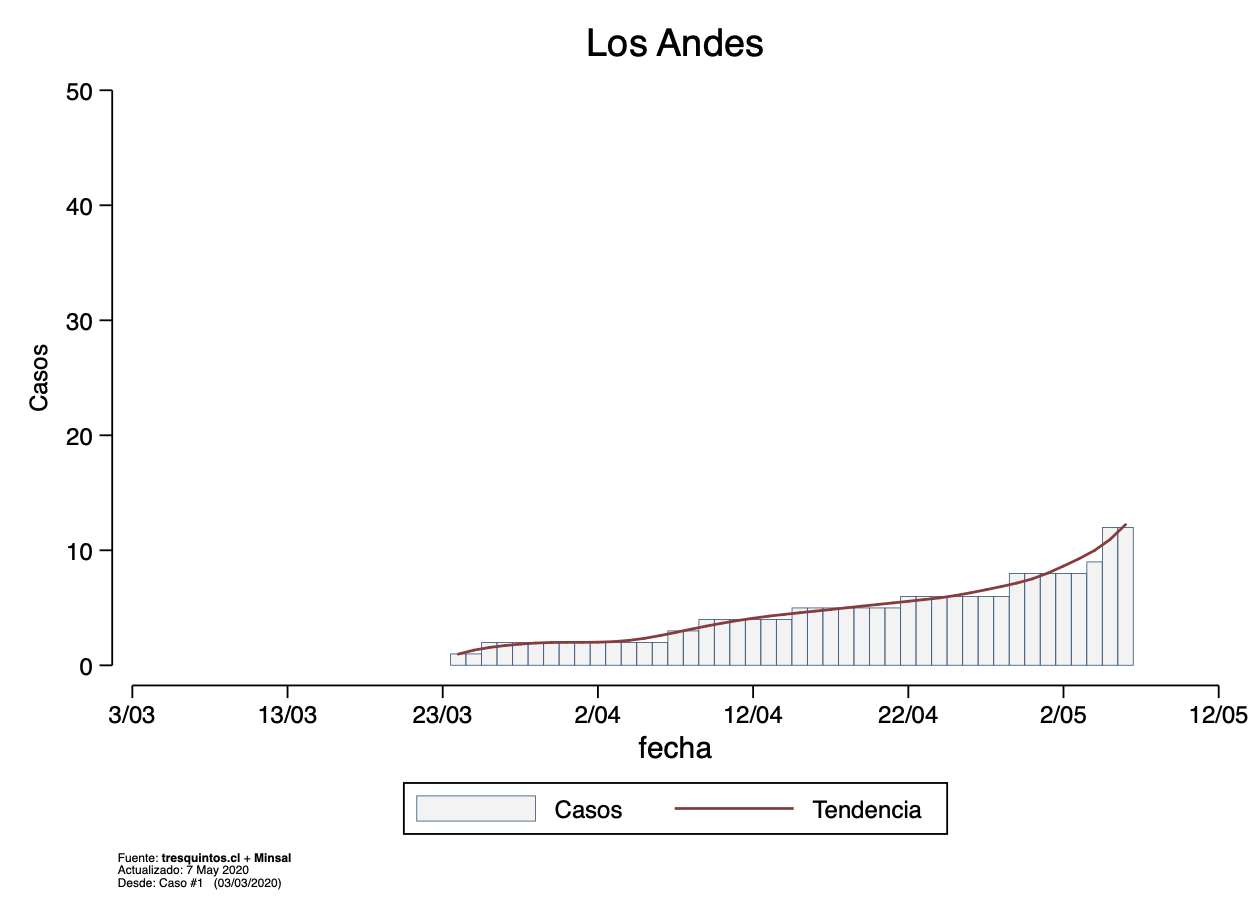 Los Andes
50
40
30
20
10
0
Casos
3/03 13/03 23/03 2/04 12/04 22/04 2/05 12/05
fecha
Casos Tendencia
Fuente: tresquintos.cl + Minsal
Actualizado: 7 May 2020
Desde: Caso #1 (03/03/2020)